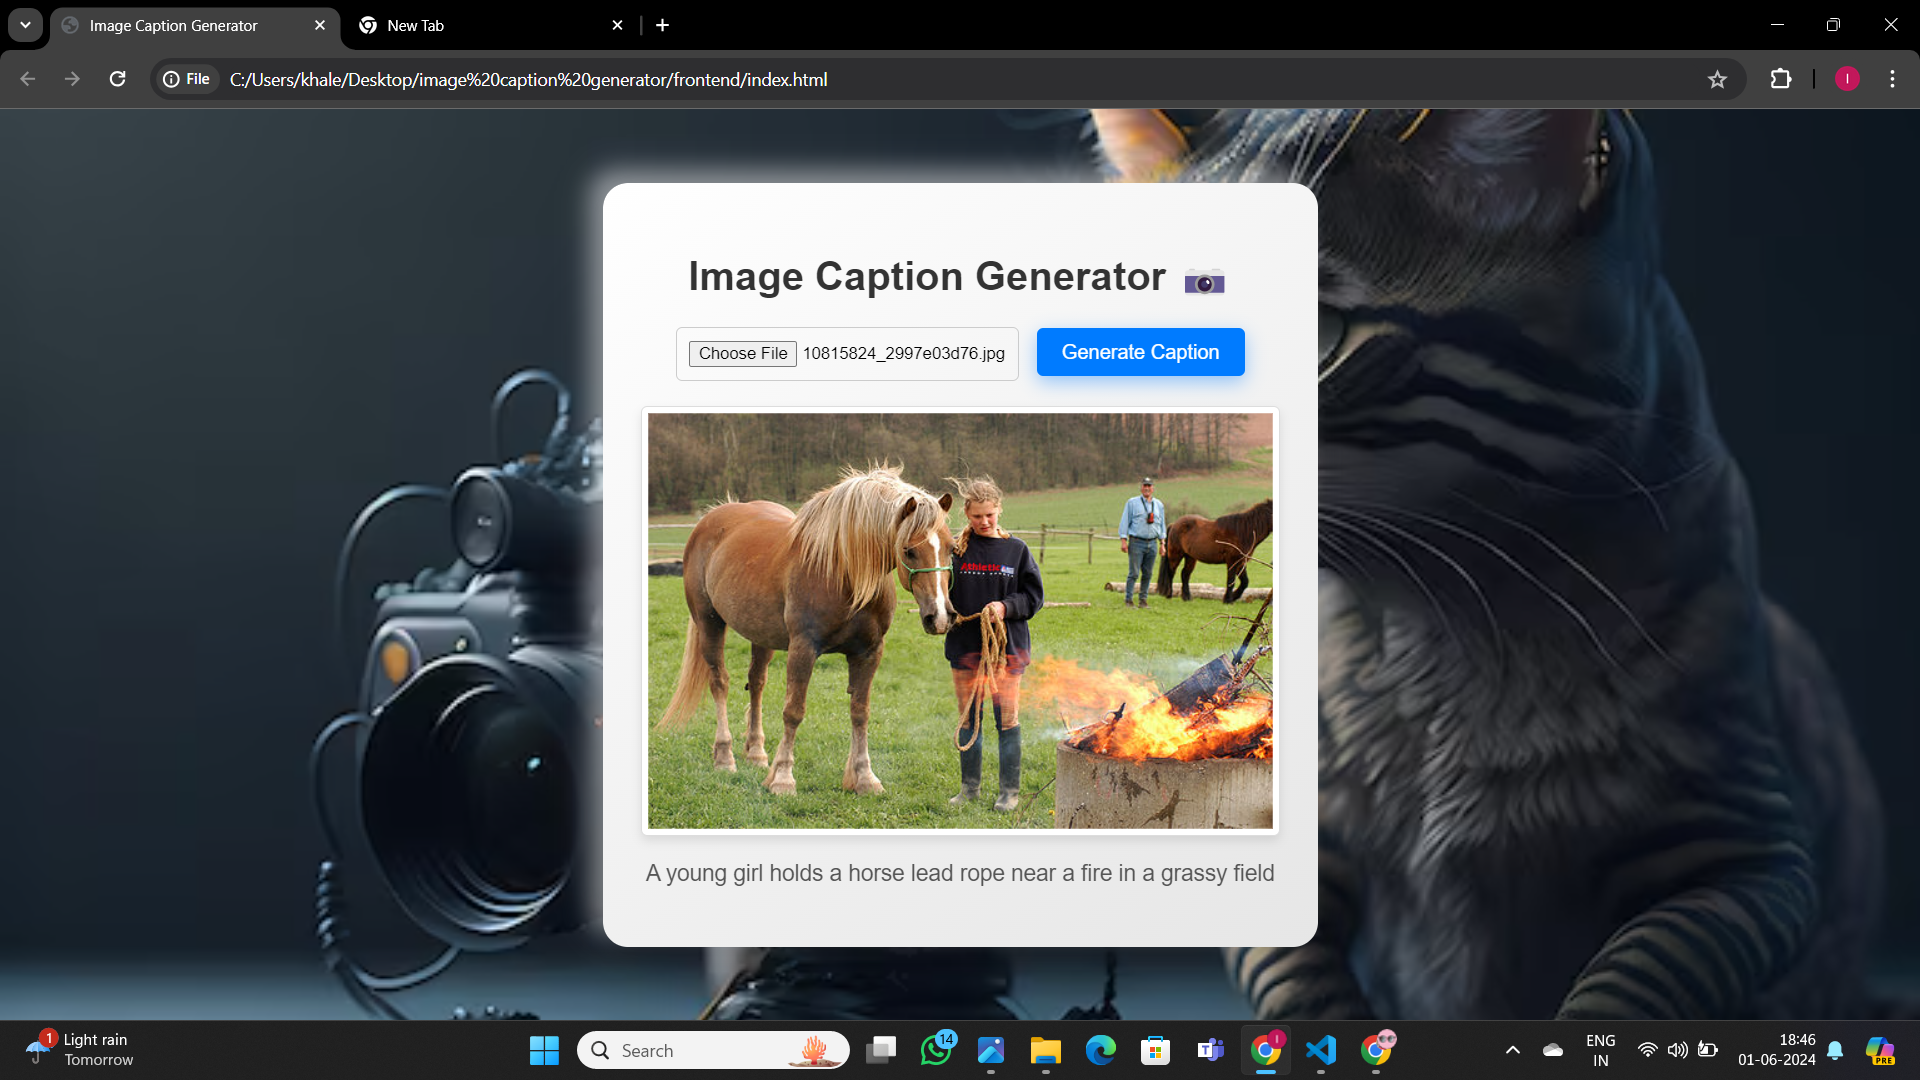 Image Caption Generator
New Tab
File
C:/Users/khale/Desktop/image%20caption%20generator/frontend/index.html
I
Image Caption Generator
Choose File 10815824_2997e03d76.jpg
Generate Caption
Athletic
A young girl holds a horse lead rope near a fire in a grassy field
1
Light rain
Tomorrow
Search
14
I
ENG
IN
18:46
01-06-2024
PRE